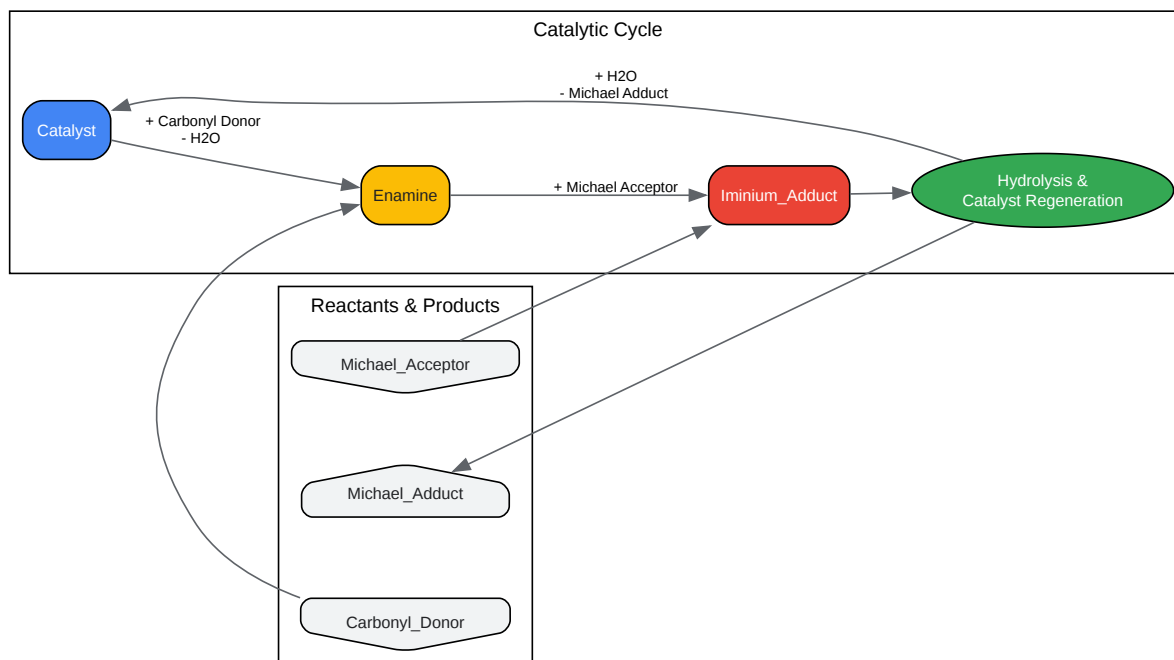 Catalytic Cycle
+ H2O
- Michael Adduct
Catalyst
+ Carbonyl Donor
- H2O
Enamine
+ Michael Acceptor
Iminium_Adduct
Hydrolysis &
Catalyst Regeneration
Reactants & Products
Michael_Acceptor
Michael_Adduct
Carbonyl_Donor